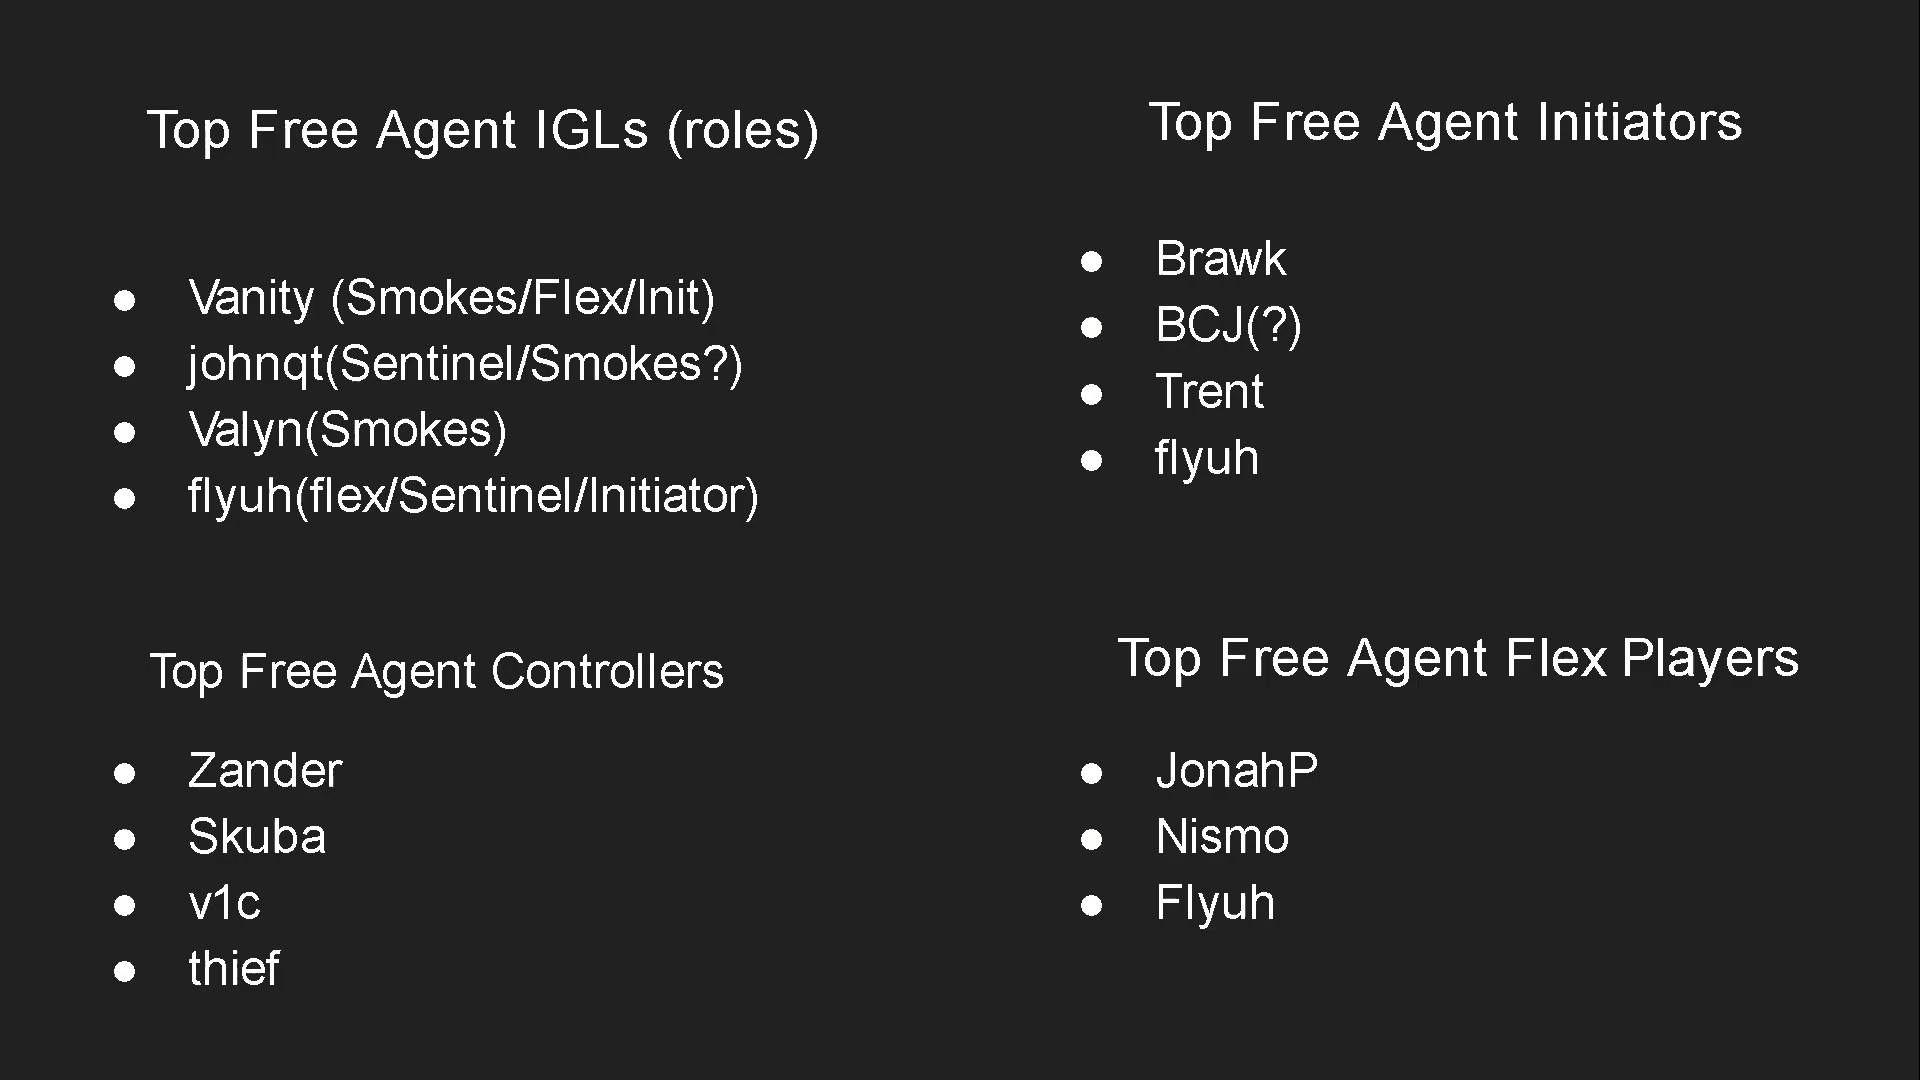 Top Free Agent IGLs (roles)
● Vanity (Smokes/Flex/Init)
● johnqt(Sentinel/Smokes?)
● Valyn(Smokes)
● flyuh(flex/Sentinel/Initiator)
Top Free Agent Initiators
● Brawk
● BCJ(?)
● Trent
● flyuh
Top Free Agent Controllers
● Zander
● Skuba
● v1c
● thief
Top Free Agent Flex Players
● JonahP
● Nismo
● Flyuh